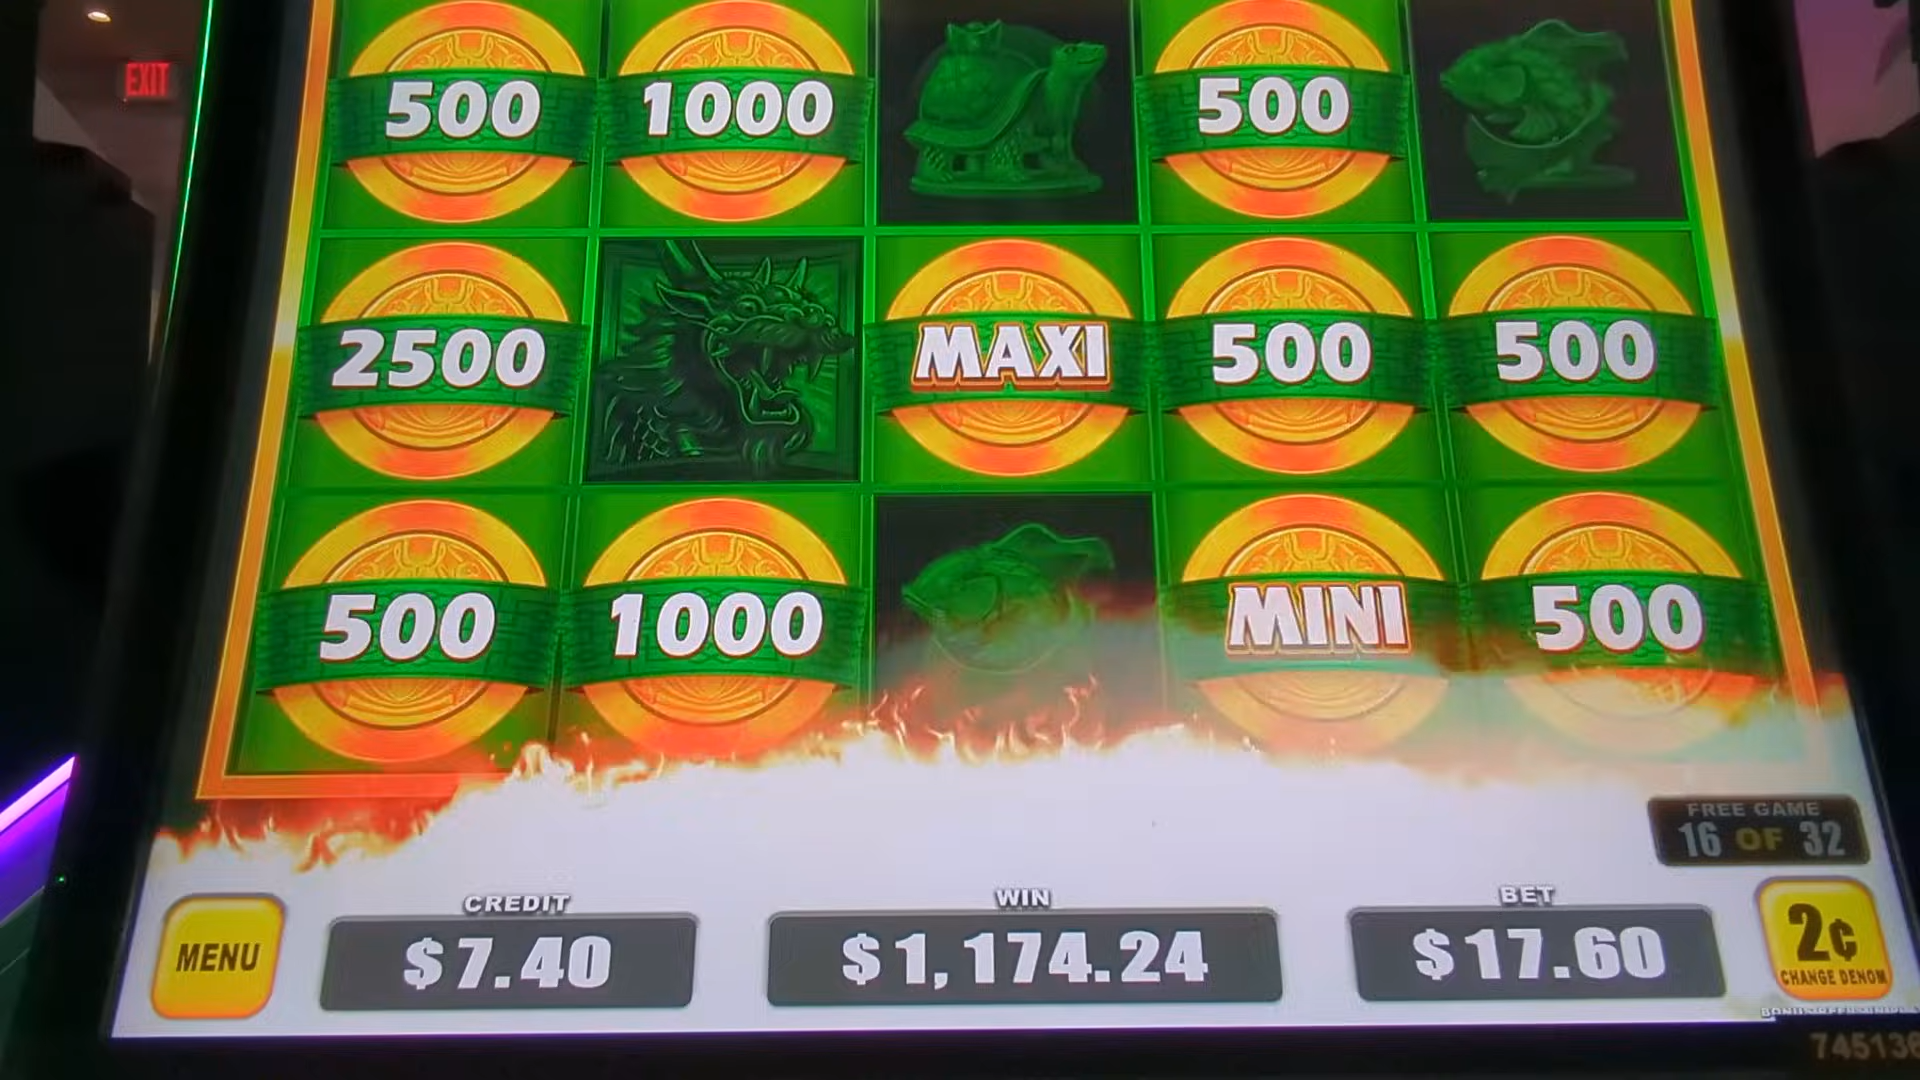 EXIT
500
1000
500
2500
MAXI
500
500
500
1000
MINI
500
FREE GAME
16 OF 32
MENU
CREDIT
$7.40
WIN
$1,174.24
BET
$17.60
2¢
CHANGE DENOM